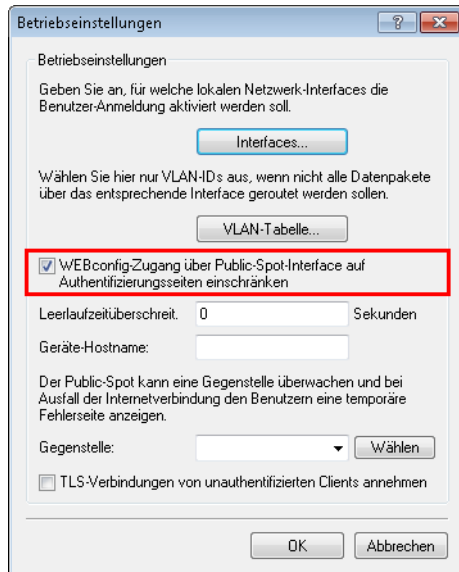 Betriebseinstellungen
Betriebseinstellungen
Geben Sie an, für welche lokalen Netzwerk-Interfaces die
Benutzer-Anmeldung aktiviert werden soll.
Interfaces...
Wählen Sie hier nur VLAN-IDs aus, wenn nicht alle Datenpakete
über das entsprechende Interface geroutet werden sollen.
VLAN-Tabelle...
WEBconfig-Zugang über Public-Spot-Interface auf
Authentifizierungsseiten einschränken
Leerlaufzeitüberschreit. 0 Sekunden
Geräte-Hostname:
Der Public-Spot kann eine Gegenstelle überwachen und bei
Ausfall der Internetverbindung den Benutzern eine temporäre
Fehlerseite anzeigen.
Gegenstelle: Wählen
TLS-Verbindungen von unauthentifizierten Clients annehmen
OK Abbrechen